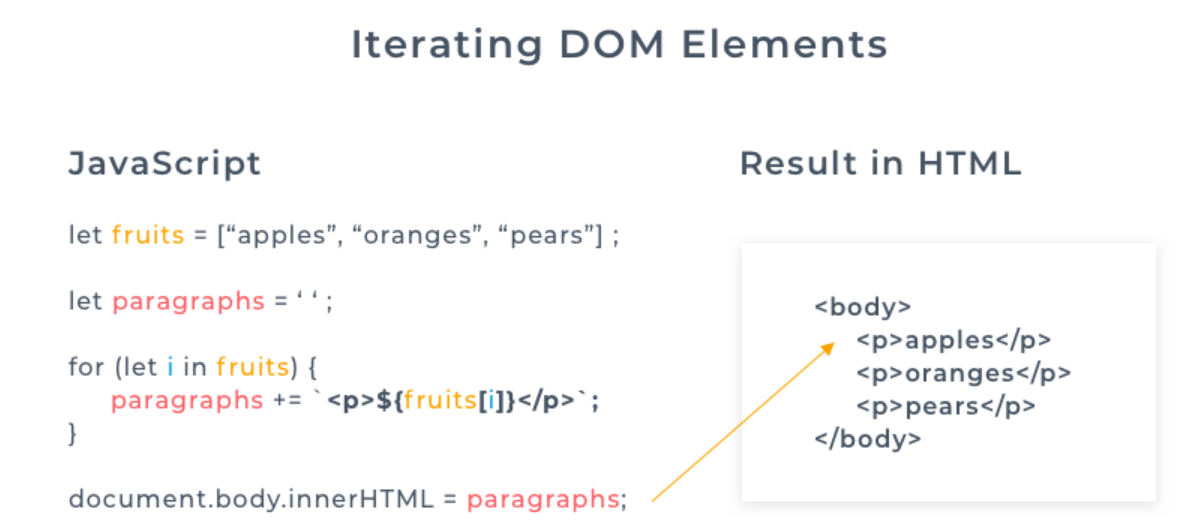 Iterating DOM Elements
JavaScript
let fruits = [“apples”, “oranges”, “pears”] ;
let paragraphs = ‘ ‘ ;
for (let i in fruits) {
paragraphs += `<p>${fruits[i]}</p>`;
}
document.body.innerHTML = paragraphs;
Result in HTML
<body>
<p>apples</p>
<p>oranges</p>
<p>pears</p>
</body>